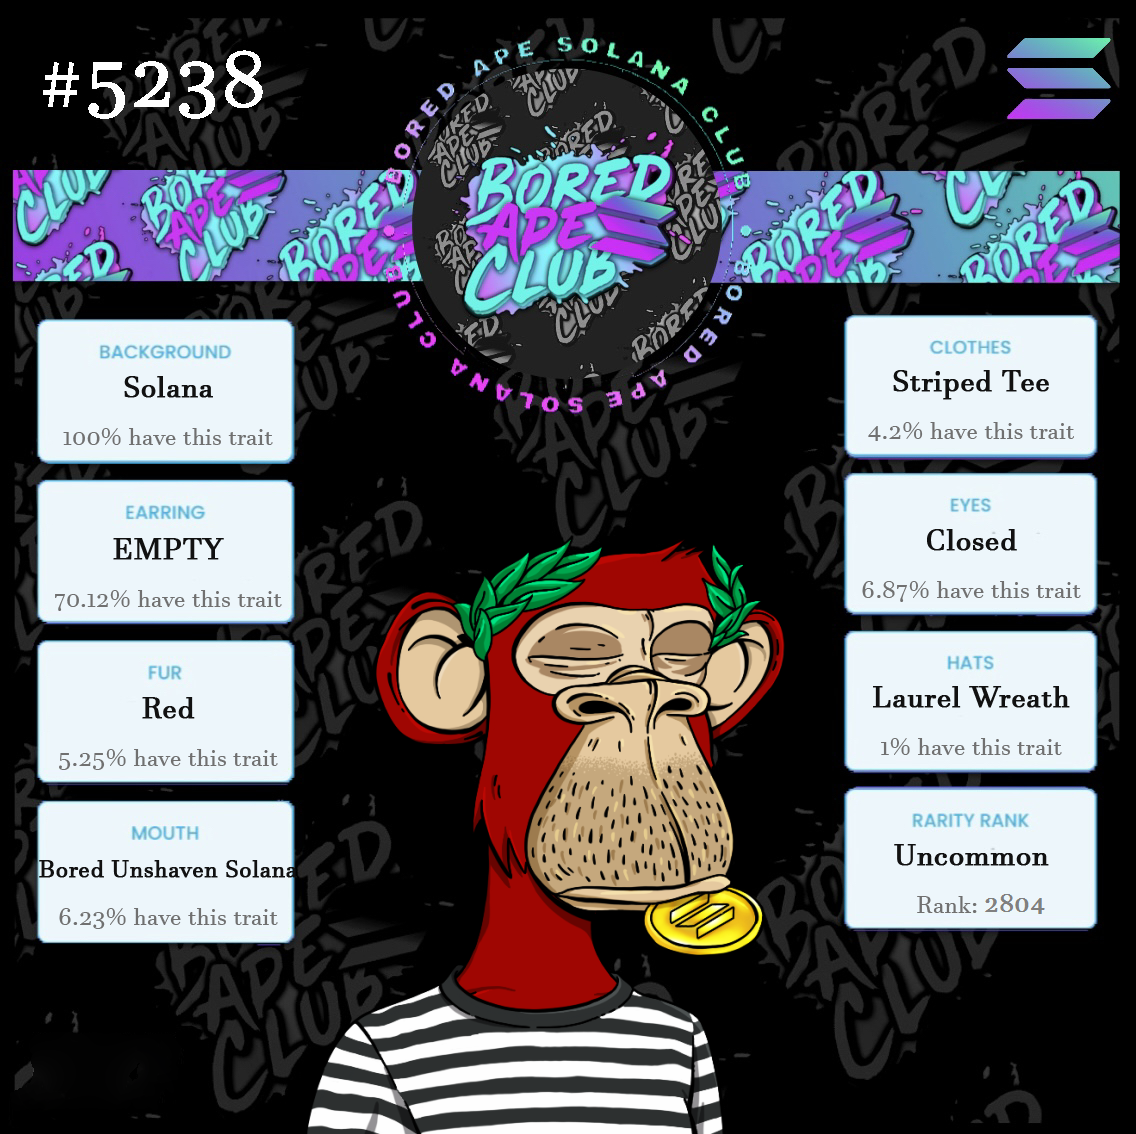 #5238
BORED APE SOLANA CLUB
BORED APE SOLANA CLUB
BORED
APE
CLUB
BACKGROUND
Solana
100% have this trait
EARRING
EMPTY
70.12% have this trait
FUR
Red
5.25% have this trait
MOUTH
Bored Unshaven Solana
6.23% have this trait
CLOTHES
Striped Tee
4.2% have this trait
EYES
Closed
6.87% have this trait
HATS
Laurel Wreath
1% have this trait
RARITY RANK
Uncommon
Rank: 2804